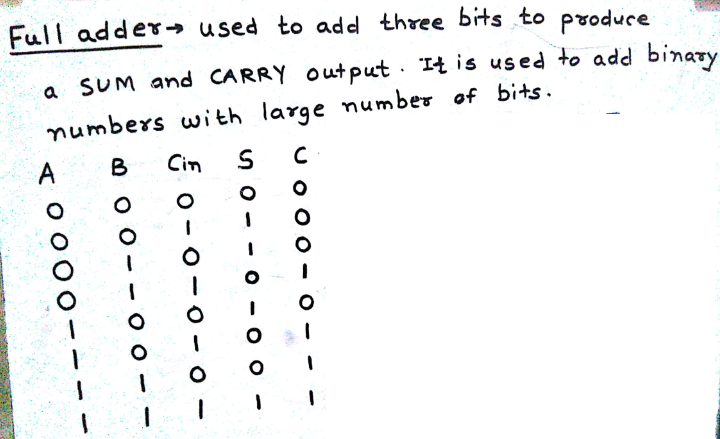 Full adder→ used to add three bits to produce
a SUM and CARRY output. It is used to add binary
numbers with large number of bits.
A B Cin S C
0 0 0 0 0
0 0 1 1 0
0 1 0 1 0
0 1 1 0 1
1 0 0 1 0
1 0 1 0 1
1 1 0 0 1
1 1 1 1 1